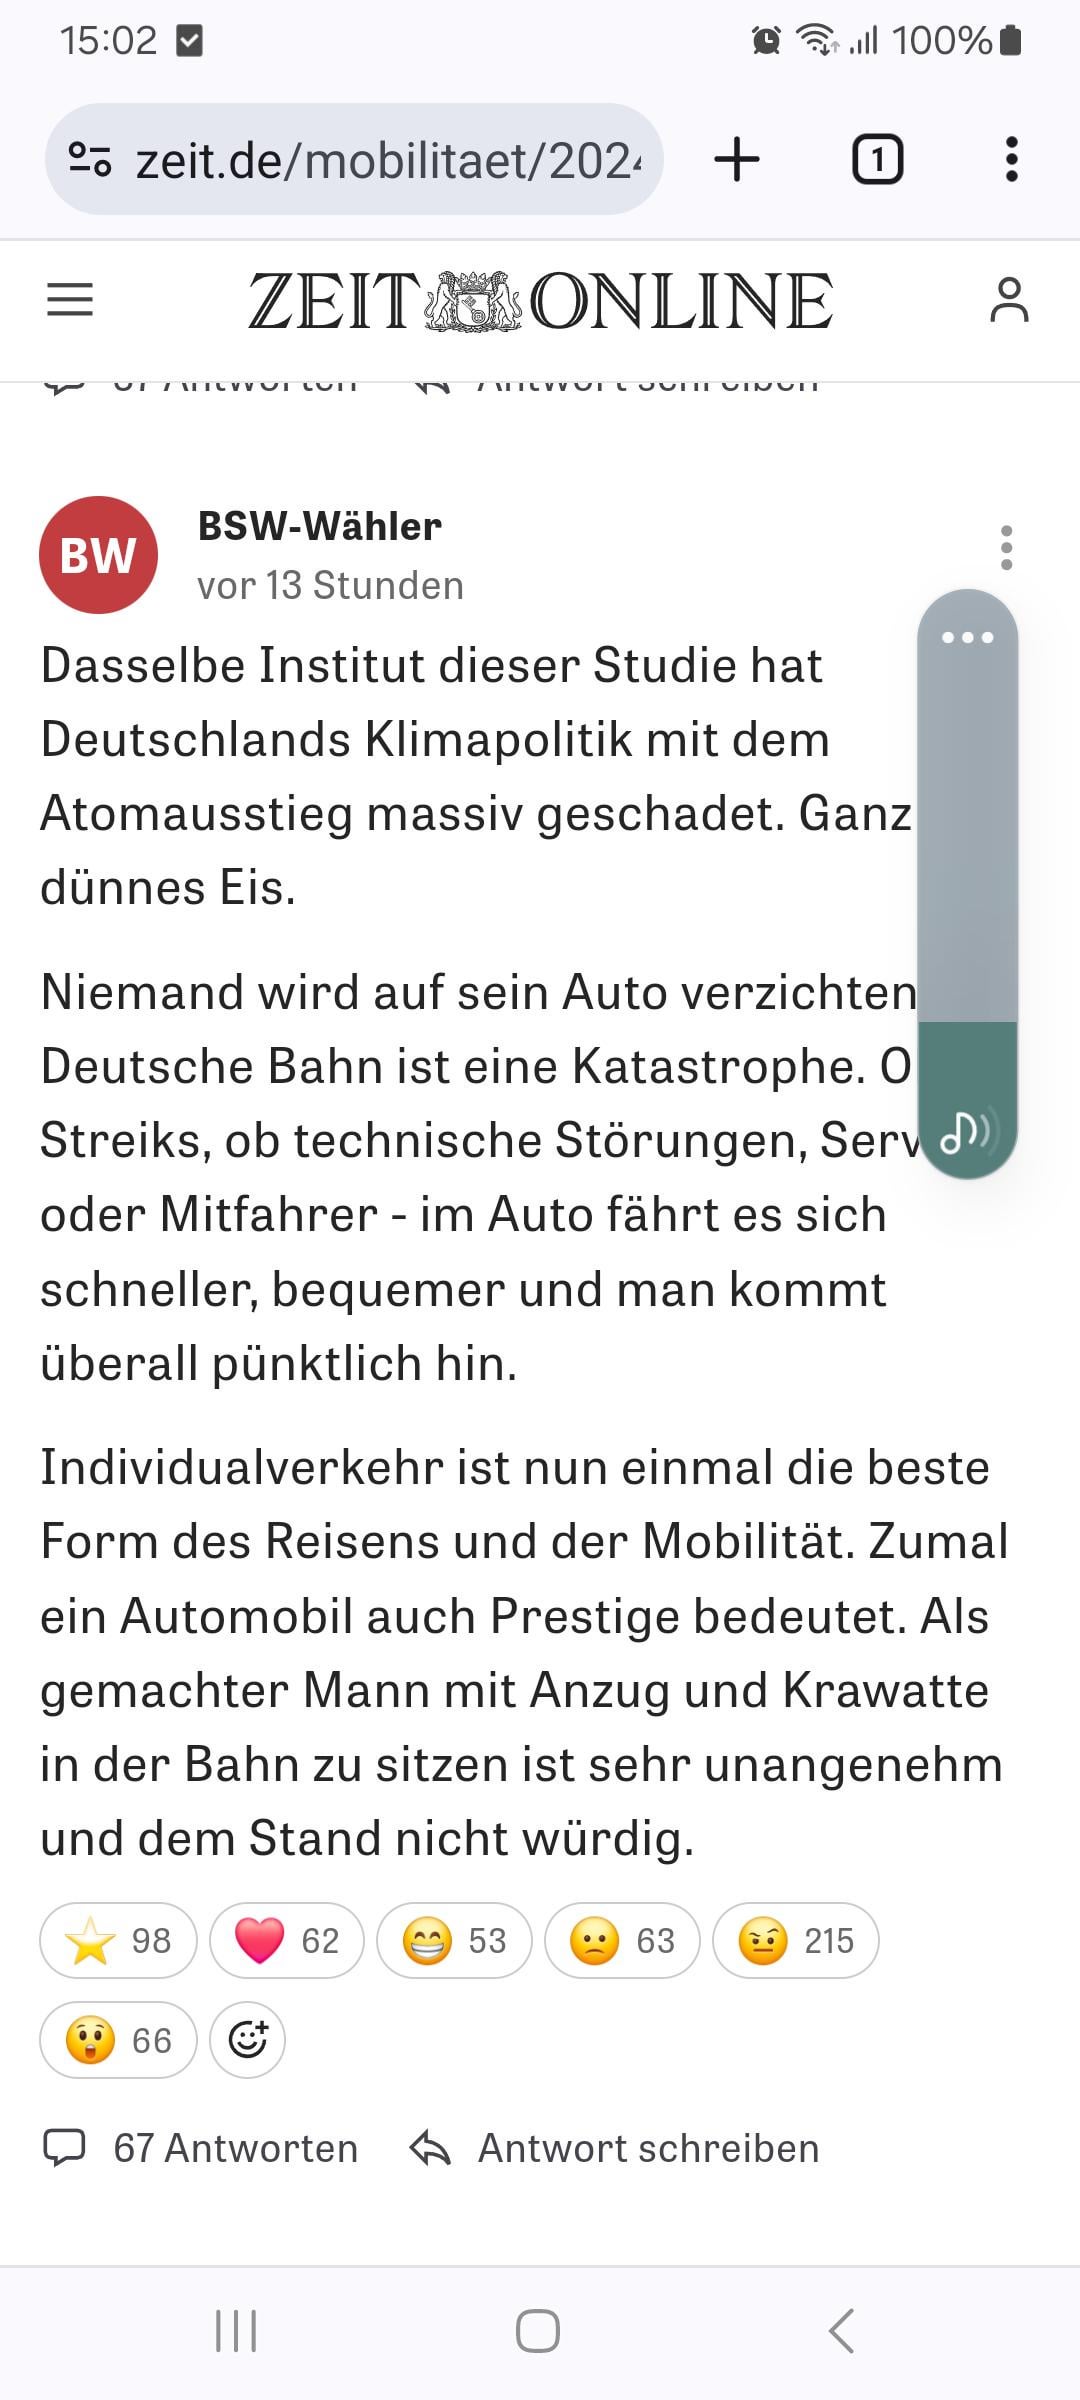 15:02
100%
zeit.de/mobilitaet/202
1
ZEIT ONLINE
Antworten Antwort schreiben
BW
BSW-Wähler
vor 13 Stunden
Dasselbe Institut dieser Studie hat
Deutschlands Klimapolitik mit dem
Atomausstieg massiv geschadet. Ganz
dünnes Eis.
Niemand wird auf sein Auto verzichten
Deutsche Bahn ist eine Katastrophe. O
Streiks, ob technische Störungen, Serv
oder Mitfahrer - im Auto fährt es sich
schneller, bequemer und man kommt
überall pünktlich hin.
Individualverkehr ist nun einmal die beste
Form des Reisens und der Mobilität. Zumal
ein Automobil auch Prestige bedeutet. Als
gemachter Mann mit Anzug und Krawatte
in der Bahn zu sitzen ist sehr unangenehm
und dem Stand nicht würdig.
98 62 53 63 215
66
67 Antworten Antwort schreiben